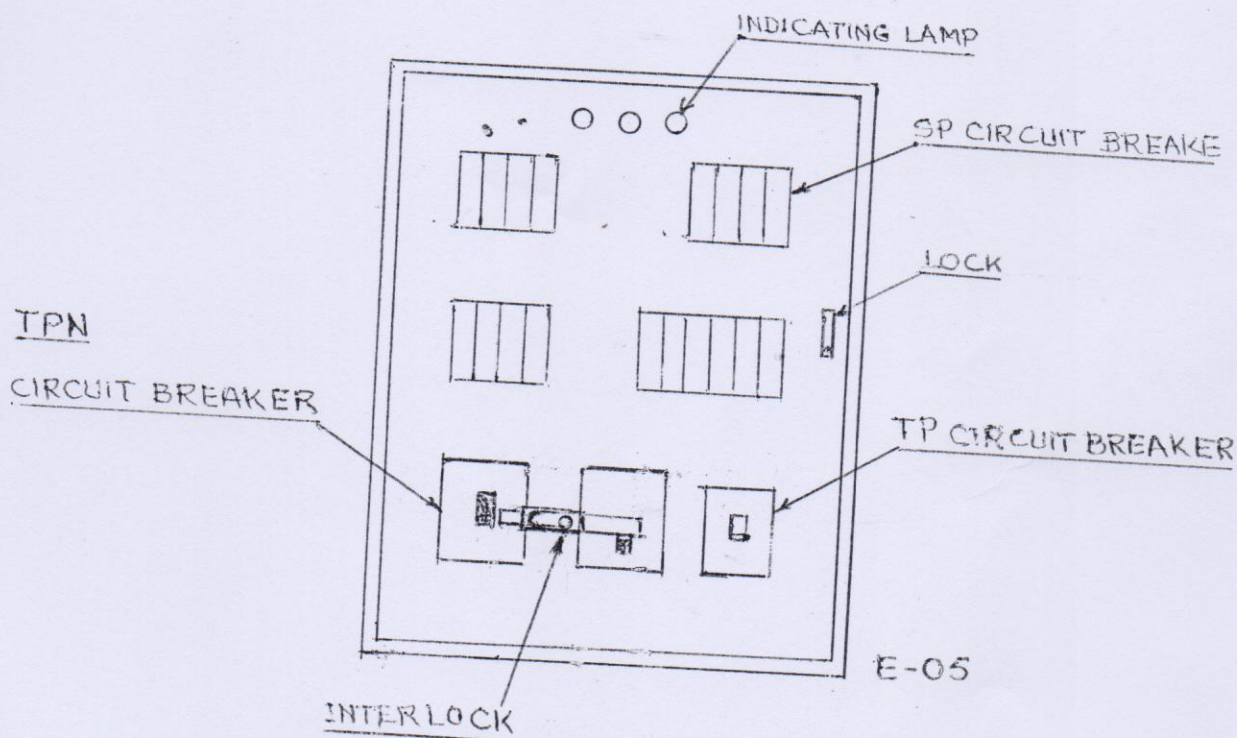 INDICATING LAMP
SP CIRCUIT BREAKE
LOCK
TPN
CIRCUIT BREAKER
TP CIRCUIT BREAKER
E-05
INTERLOCK